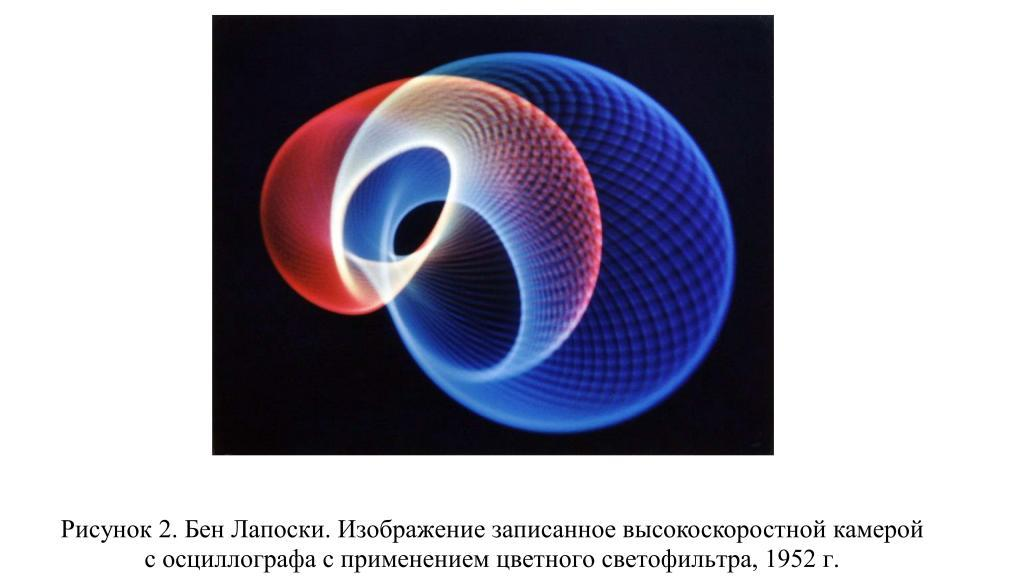 Рисунок 2. Бен Лапоски. Изображение записанное высокоскоростной камерой
с осциллографа с применением цветного светофильтра, 1952 г.